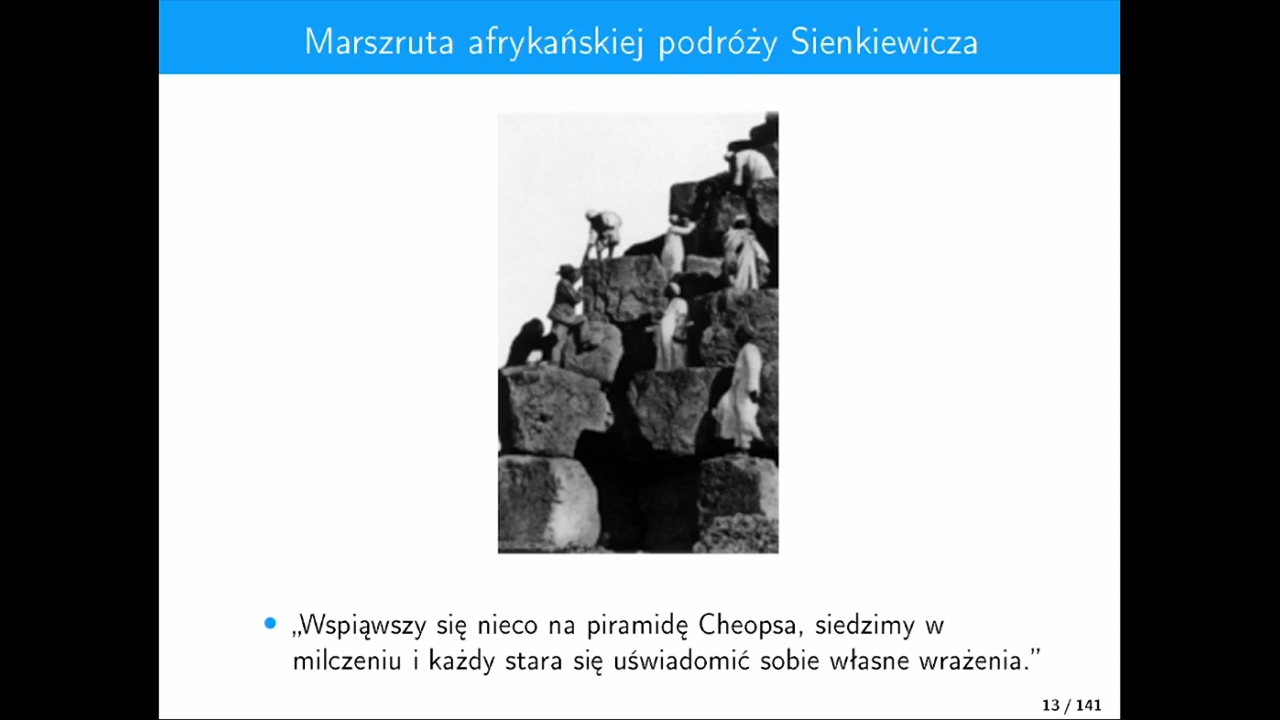 Marszruta afrykańskiej podróży Sienkiewicza
„Wspiąwszy się nieco na piramidę Cheopsa, siedzimy w
milczeniu i każdy stara się uświadomić sobie własne wrażenia.”
13 / 141